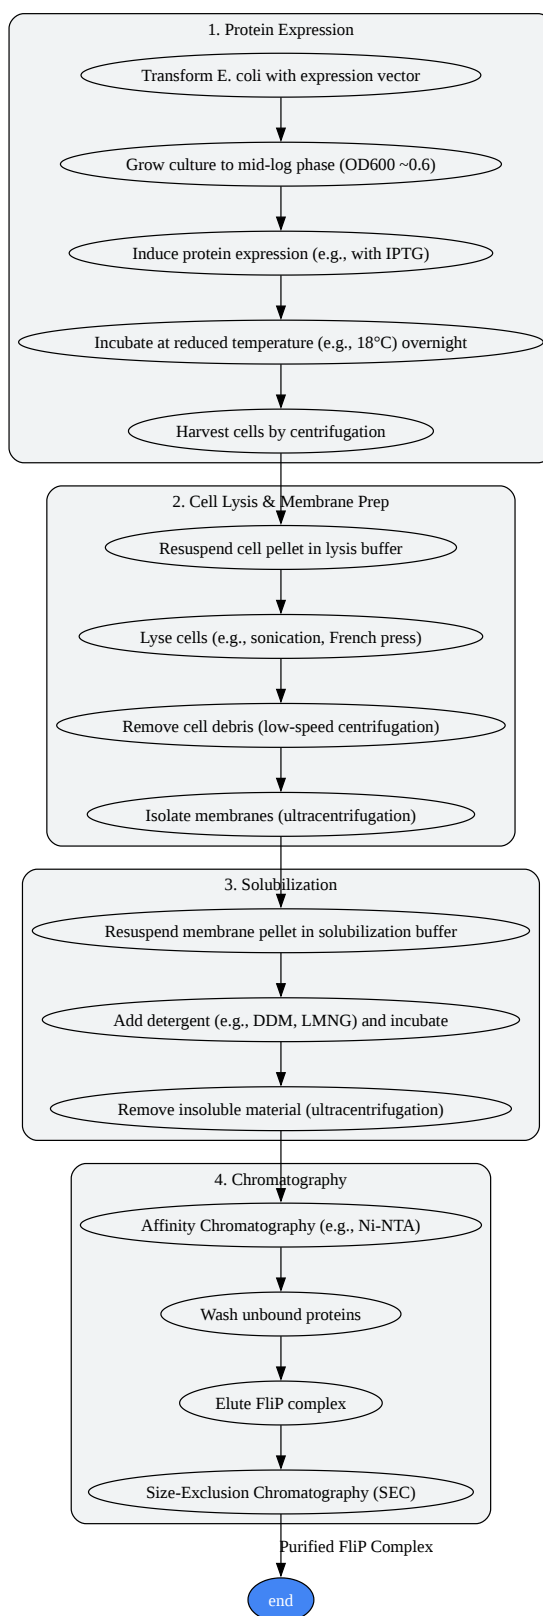 1. Protein Expression
Transform E. coli with expression vector
Grow culture to mid-log phase (OD600 ~0.6)
Induce protein expression (e.g., with IPTG)
Incubate at reduced temperature (e.g., 18°C) overnight
Harvest cells by centrifugation
2. Cell Lysis & Membrane Prep
Resuspend cell pellet in lysis buffer
Lyse cells (e.g., sonication, French press)
Remove cell debris (low-speed centrifugation)
Isolate membranes (ultracentrifugation)
3. Solubilization
Resuspend membrane pellet in solubilization buffer
Add detergent (e.g., DDM, LMNG) and incubate
Remove insoluble material (ultracentrifugation)
4. Chromatography
Affinity Chromatography (e.g., Ni-NTA)
Wash unbound proteins
Elute FliP complex
Size-Exclusion Chromatography (SEC)
Purified FliP Complex
end